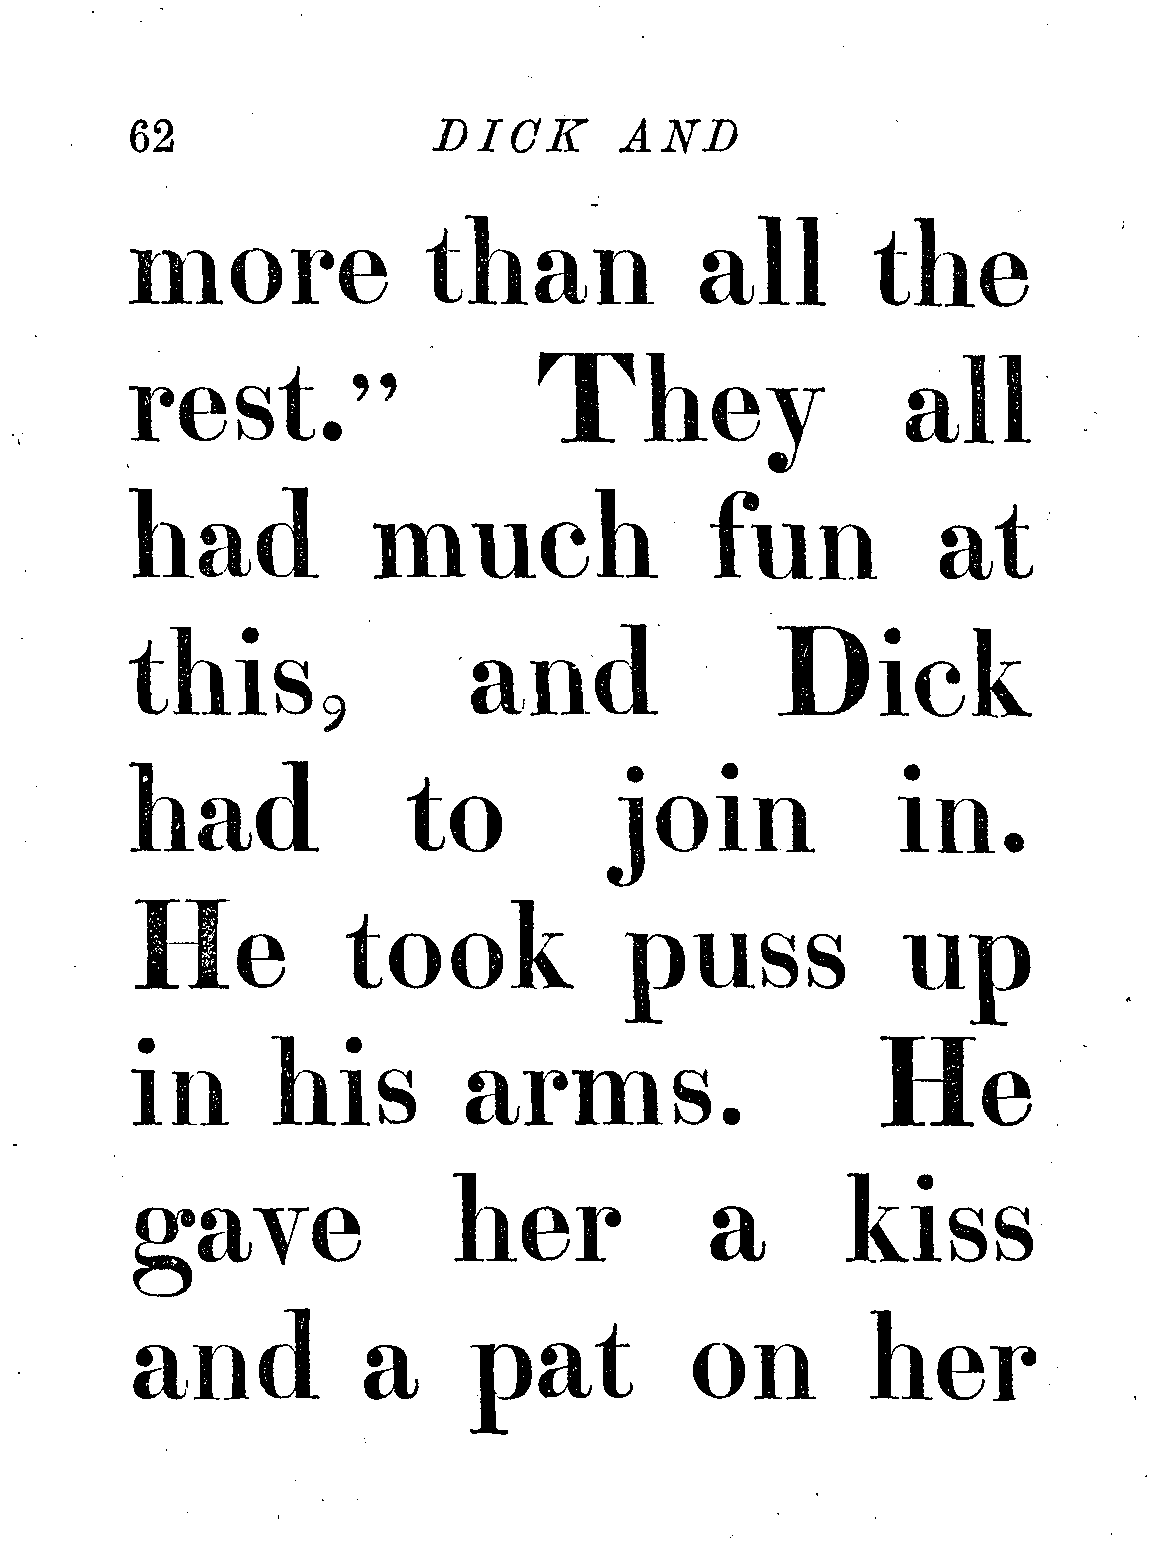 62 DICK AND
more than all the
rest.” They all
had much fun at
this, and Dick
had to join in.
He took puss up
in his arms. He
gave her a kiss
and a pat on her